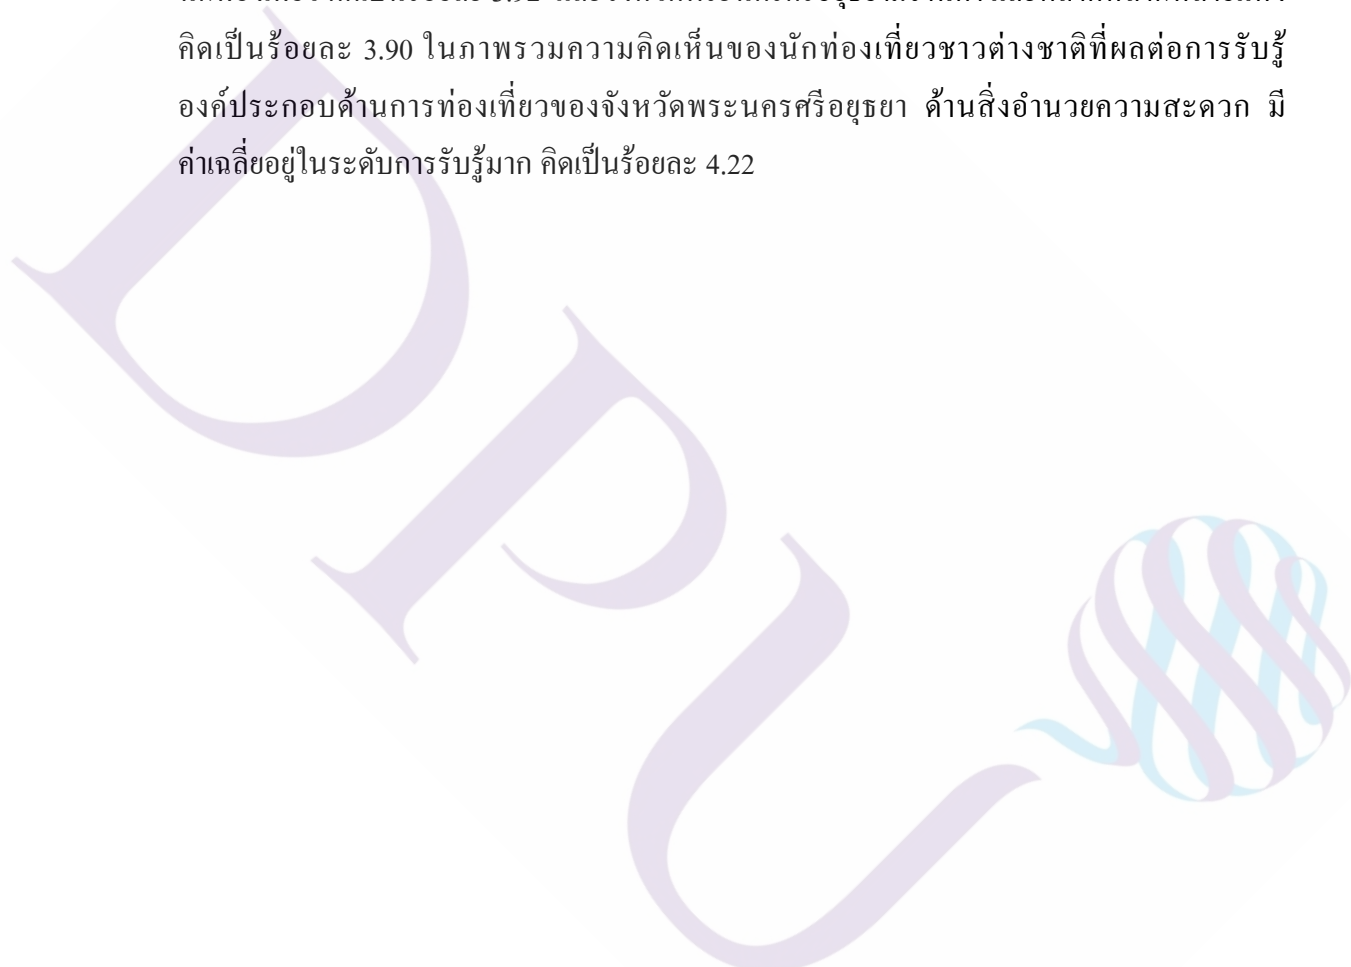 คิดเป็นร้อยละ 3.90 ในภาพรวมความคิดเห็นของนักท่องเที่ยวชาวต่างชาติที่ผลต่อการรับรู้
องค์ประกอบด้านการท่องเที่ยวของจังหวัดพระนครศรีอยุธยา ด้านสิ่งอำนวยความสะดวก มี
ค่าเฉลี่ยอยู่ในระดับการรับรู้มาก คิดเป็นร้อยละ 4.22
DPU